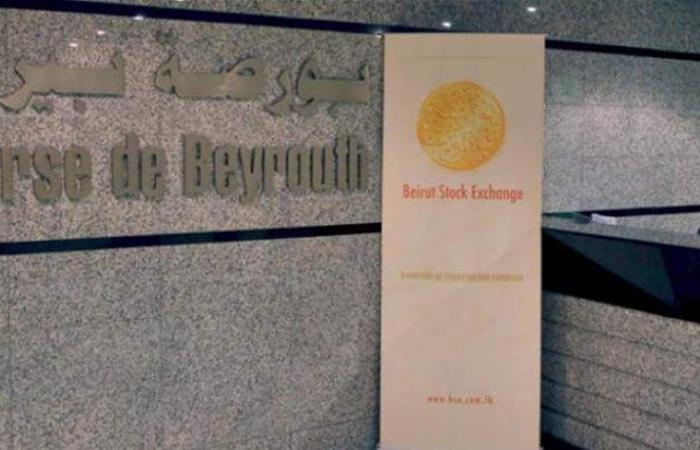 بورصة بير
rse de Beyrouth
Beirut Stock Exchange
www.bse.com.lb